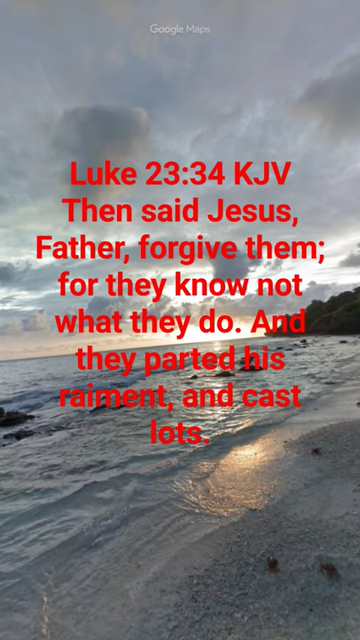 Google Maps
Luke 23:34 KJV
Then said Jesus,
Father, forgive them;
for they know not
what they do. And
they parted his
raiment, and cast
lots.